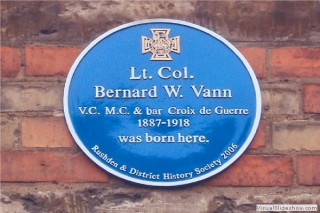 Lt. Col.
Bernard W. Vann
V.C. M.C. & bar Croix de Guerre
1887-1918
was born here.
Rushden & District History Society 2006